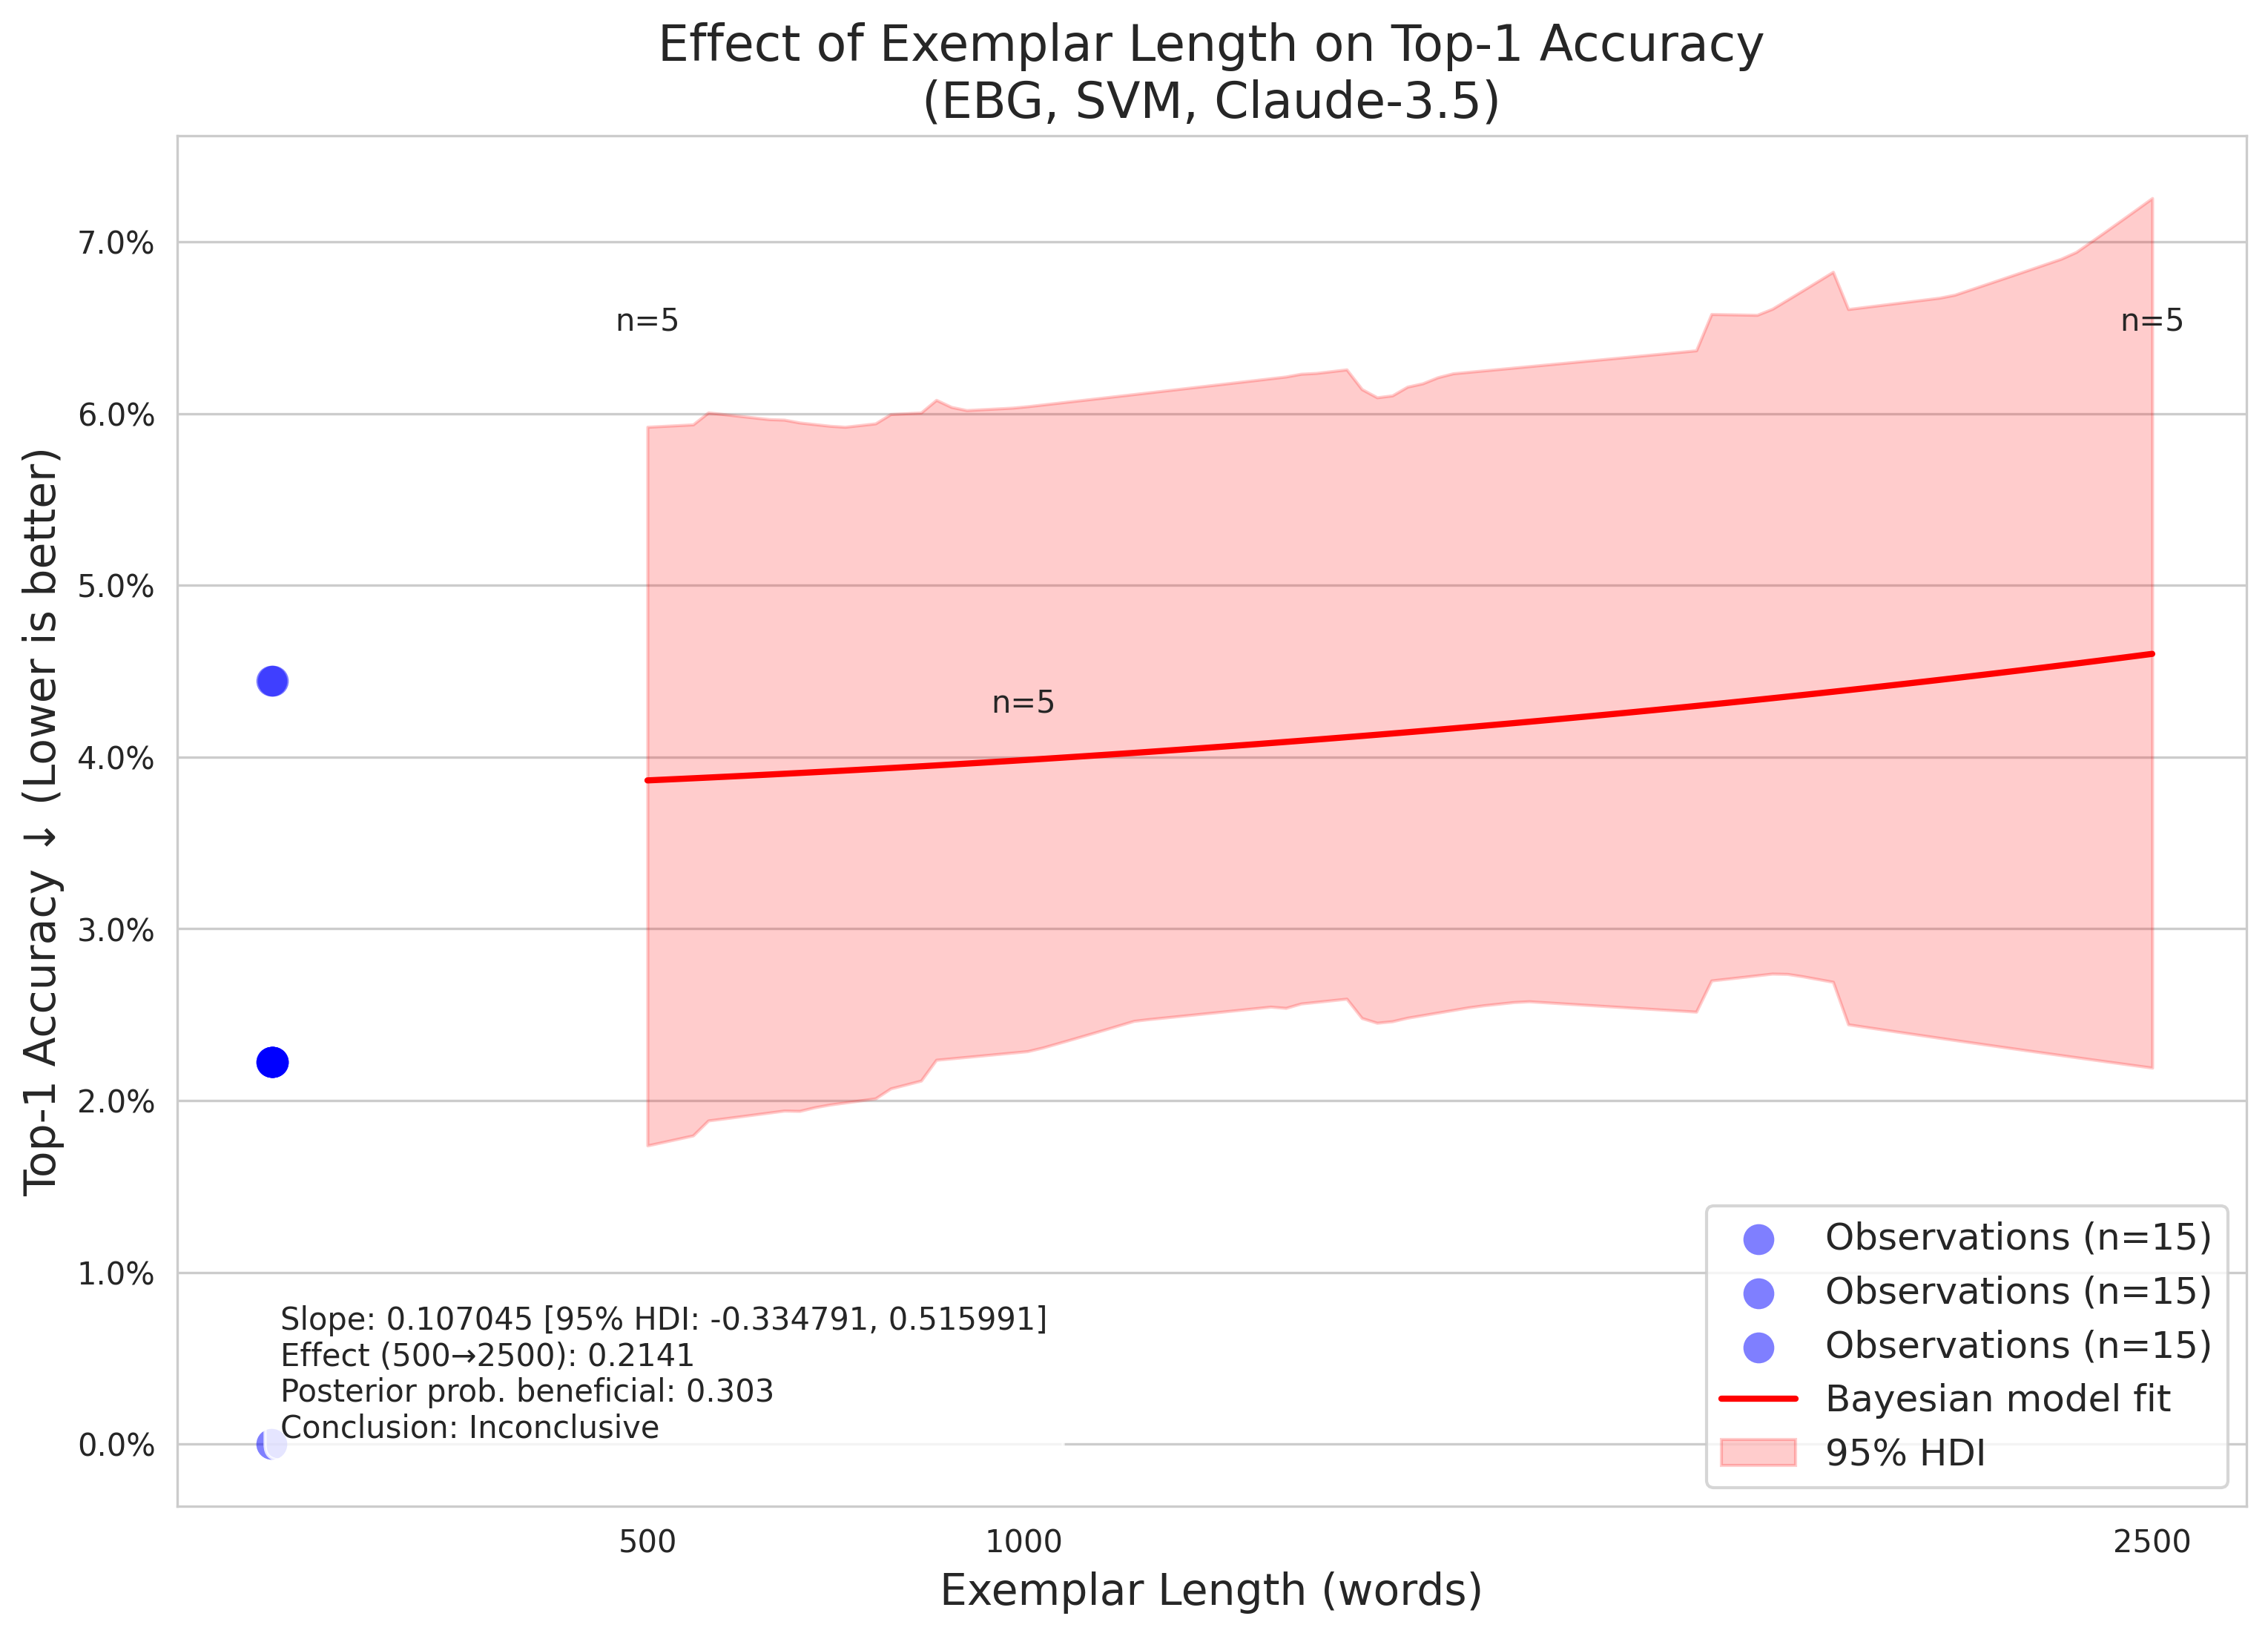 Effect of Exemplar Length on Top-1 Accuracy
(EBG, SVM, Claude-3.5)
Top-1 Accuracy ↓ (Lower is better)
7.0%
6.0%
5.0%
4.0%
3.0%
2.0%
1.0%
0.0%
n=5
n=5
n=5
Slope: 0.107045 [95% HDI: -0.334791, 0.515991]
Effect (500→2500): 0.2141
Posterior prob. beneficial: 0.303
Conclusion: Inconclusive
Observations (n=15)
Observations (n=15)
Observations (n=15)
Bayesian model fit
95% HDI
500
1000
2500
Exemplar Length (words)